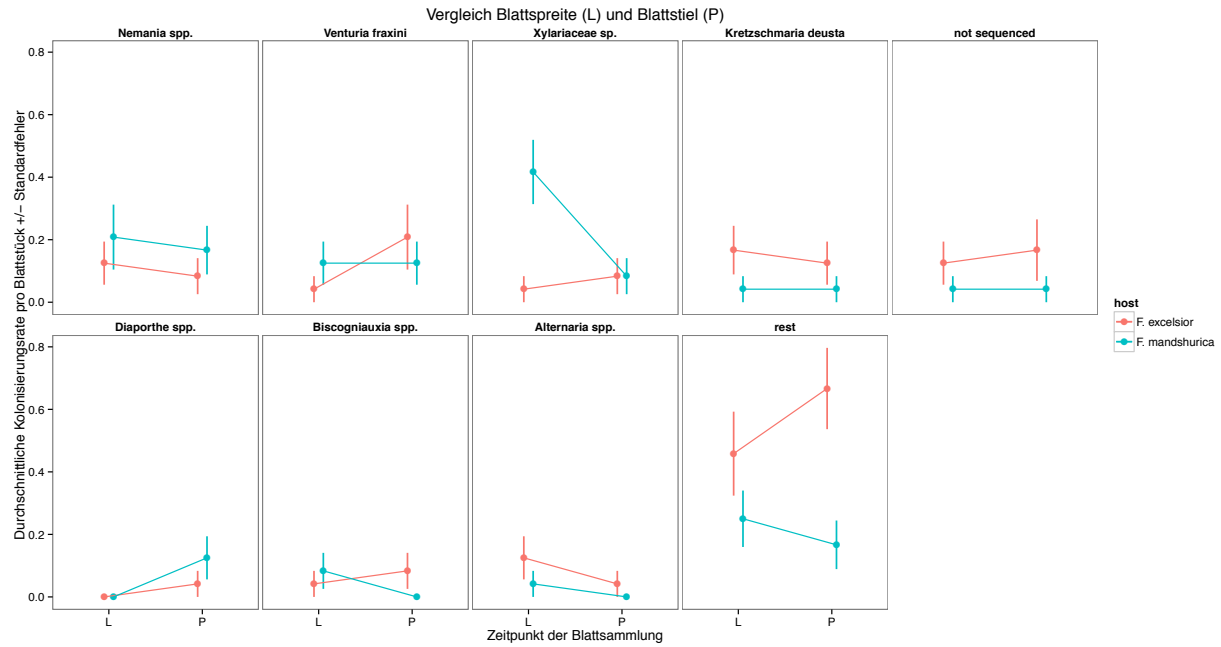 Vergleich Blattspreite (L) und Blattstiel (P)
Nemania spp. Venturia fraxini Xylariaceae sp. Kretzschmaria deusta not sequenced
0.8
0.6
0.4
0.2
0.0
Durchschnittliche Kolonisierungsrate pro Blattstück +/− Standardfehler
Diaporthe spp. Biscogniauxia spp. Alternaria spp. rest
0.8
0.6
0.4
0.2
0.0
L P L P L P L P
Zeitpunkt der Blattsammlung
host
F. excelsior
F. mandshurica